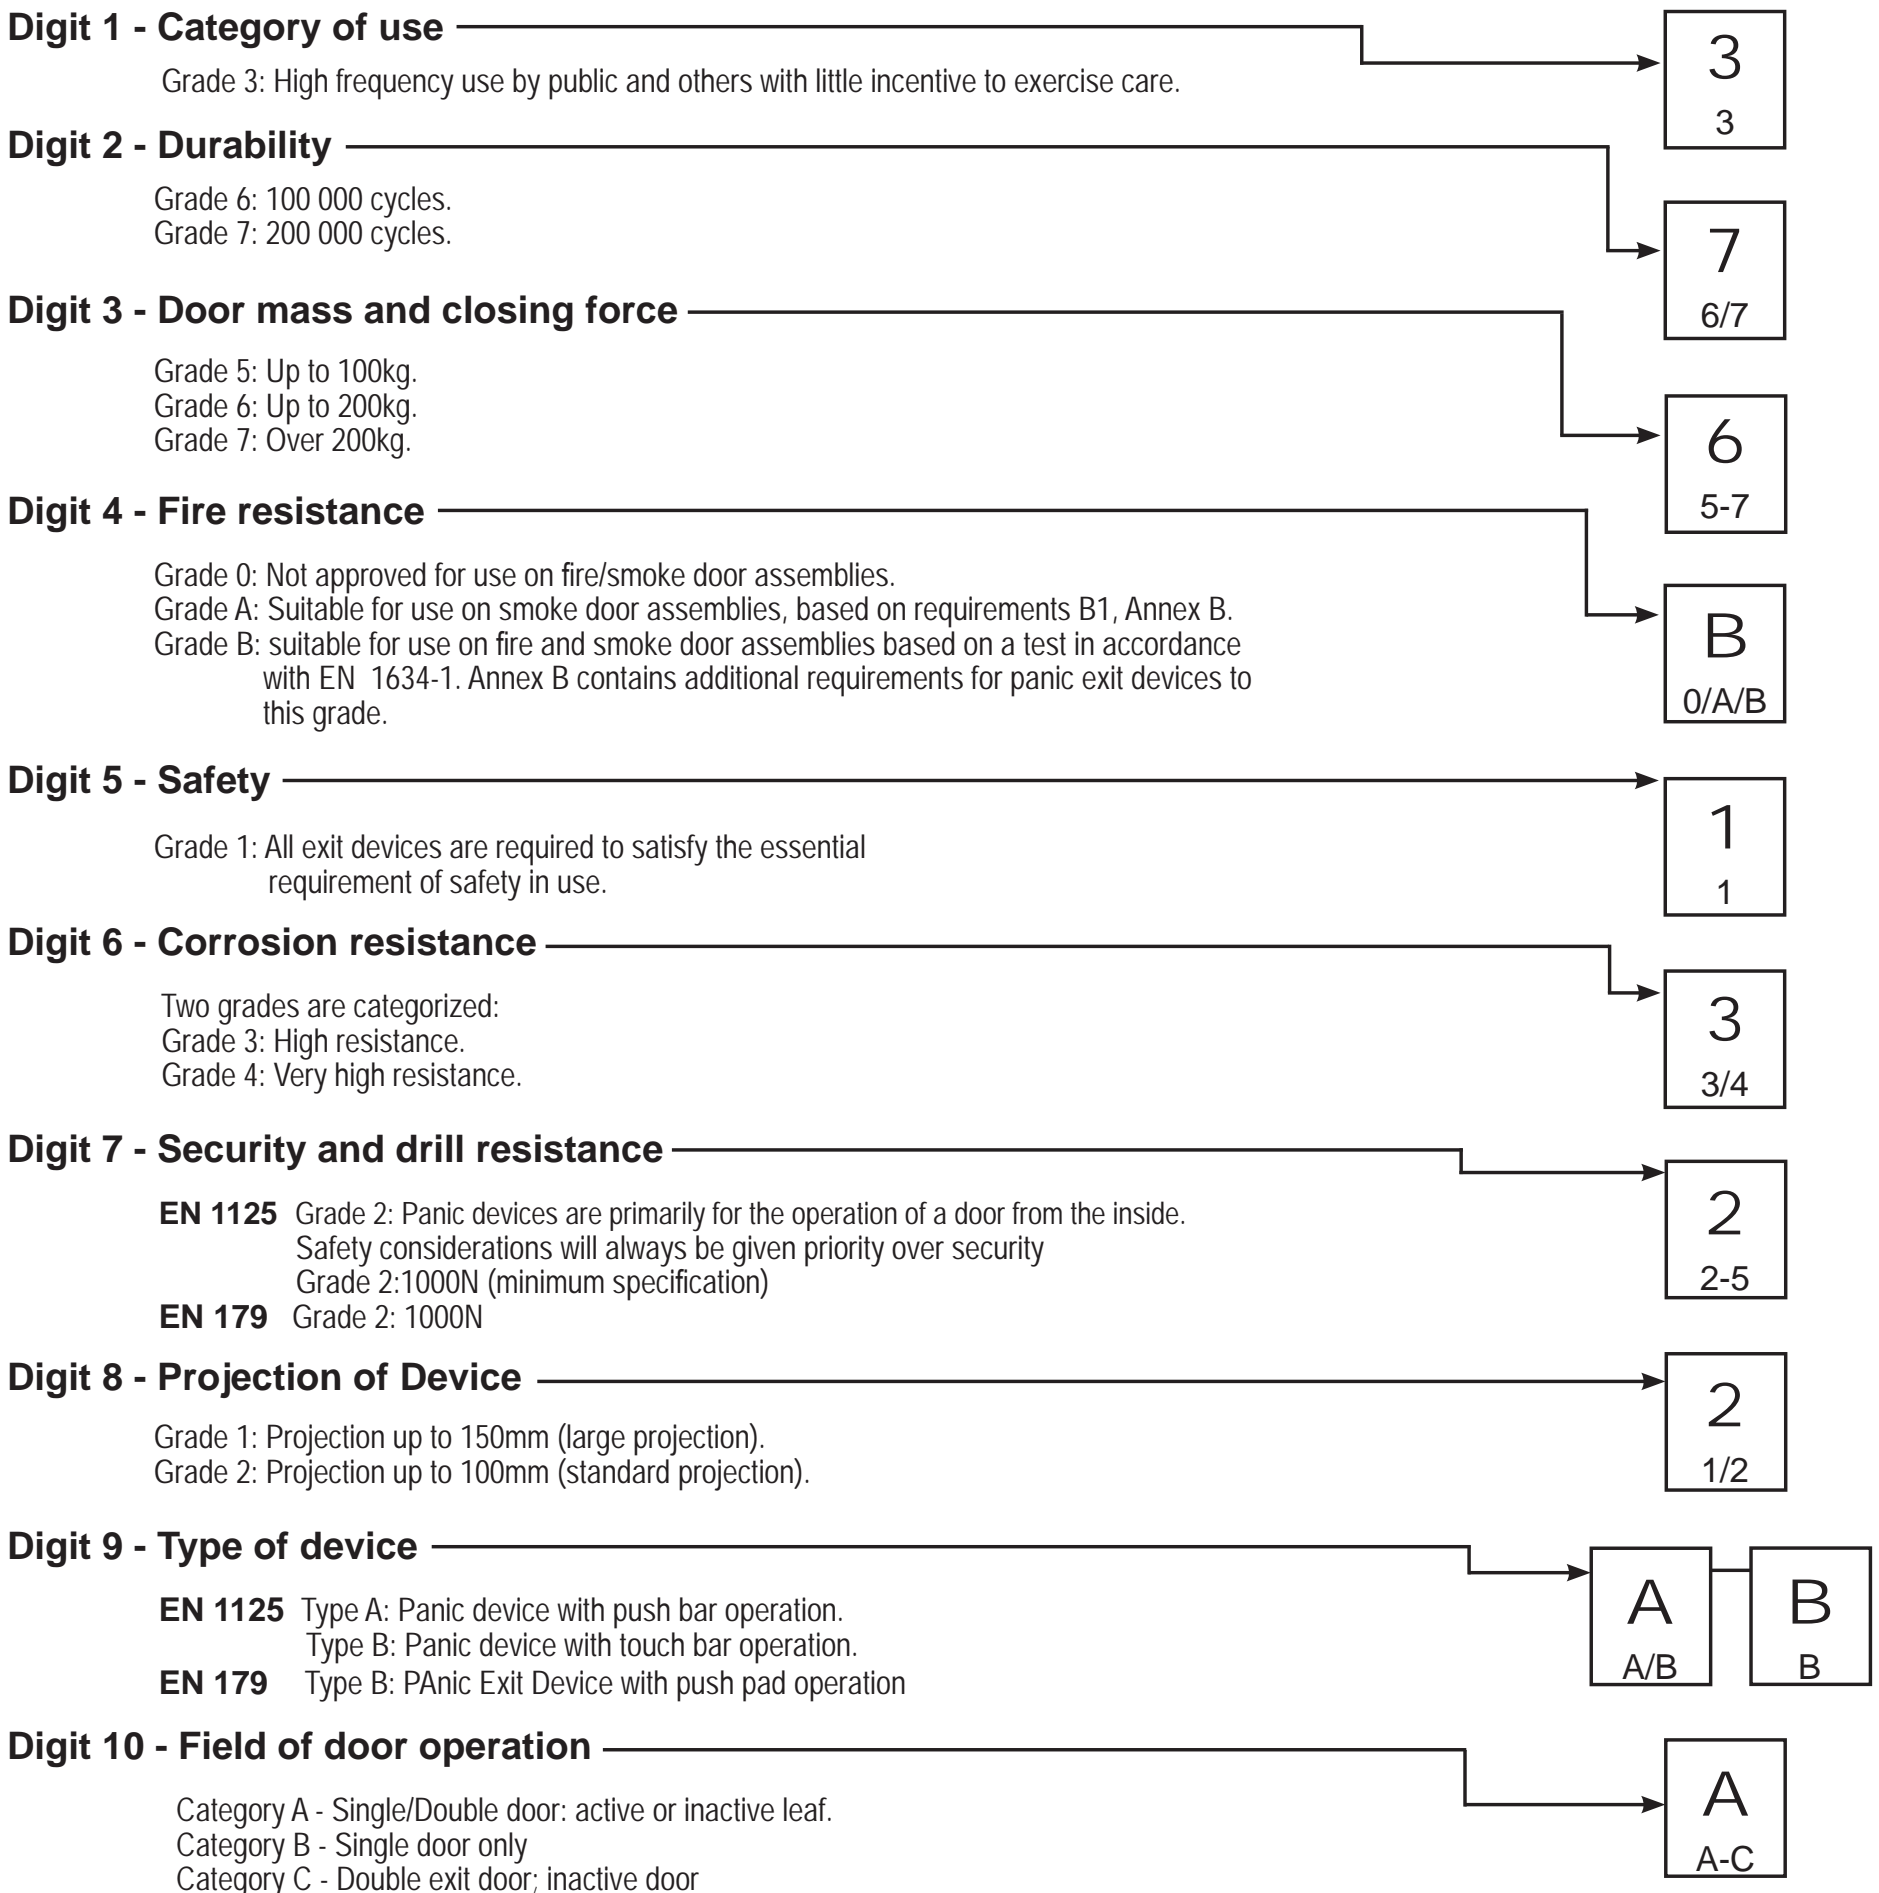 Digit 1 - Category of use
Grade 3: High frequency use by public and others with little incentive to exercise care.
3
3
Digit 2 - Durability
Grade 6: 100 000 cycles.
Grade 7: 200 000 cycles.
7
6/7
Digit 3 - Door mass and closing force
Grade 5: Up to 100kg.
Grade 6: Up to 200kg.
Grade 7: Over 200kg.
6
5-7
Digit 4 - Fire resistance
Grade 0: Not approved for use on fire/smoke door assemblies.
Grade A: Suitable for use on smoke door assemblies, based on requirements B1, Annex B.
Grade B: suitable for use on fire and smoke door assemblies based on a test in accordance
with EN 1634-1. Annex B contains additional requirements for panic exit devices to
this grade.
B
0/A/B
Digit 5 - Safety
Grade 1: All exit devices are required to satisfy the essential
requirement of safety in use.
1
1
Digit 6 - Corrosion resistance
Two grades are categorized:
Grade 3: High resistance.
Grade 4: Very high resistance.
3
3/4
Digit 7 - Security and drill resistance
EN 1125 Grade 2: Panic devices are primarily for the operation of a door from the inside.
Safety considerations will always be given priority over security
Grade 2:1000N (minimum specification)
EN 179 Grade 2: 1000N
2
2-5
Digit 8 - Projection of Device
Grade 1: Projection up to 150mm (large projection).
Grade 2: Projection up to 100mm (standard projection).
2
1/2
Digit 9 - Type of device
EN 1125 Type A: Panic device with push bar operation.
Type B: Panic device with touch bar operation.
EN 179 Type B: PAnic Exit Device with push pad operation
A
A/B
B
B
Digit 10 - Field of door operation
Category A - Single/Double door: active or inactive leaf.
Category B - Single door only
Category C - Double exit door; inactive door
A
A-C